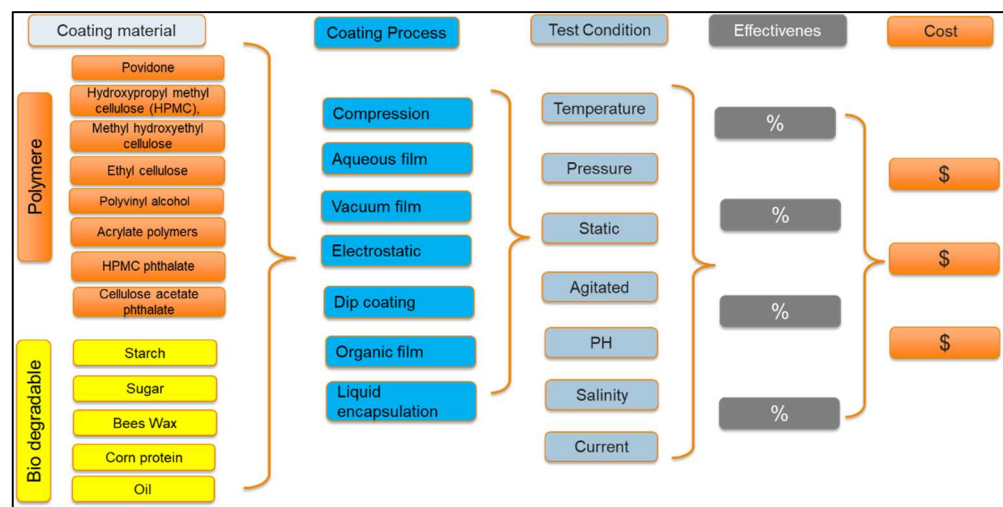 Coating material
Coating Process
Test Condition
Effectivenes
Cost
Polymere
Povidone
Hydroxypropyl methyl
cellulose (HPMC),
Methyl hydroxyethyl
cellulose
Ethyl cellulose
Polyvinyl alcohol
Acrylate polymers
HPMC phthalate
Cellulose acetate
phthalate
Bio degradable
Starch
Sugar
Bees Wax
Corn protein
Oil
Compression
Aqueous film
Vacuum film
Electrostatic
Dip coating
Organic film
Liquid
encapsulation
Temperature
Pressure
Static
Agitated
PH
Salinity
Current
%
%
%
%
$
$
$